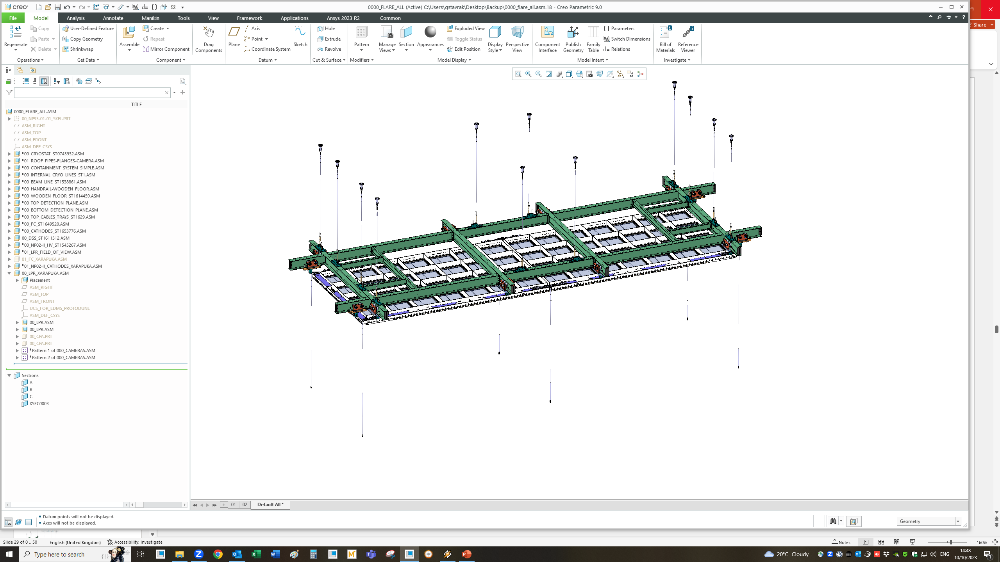 creo
0000_FLARE_ALL (Active) C:\Users\gstavrak\Desktop\Backup\0000_flare_all.asm.18 - Creo Parametric 9.0
File Model Analysis Annotate Manikin Tools View Framework Applications Ansys 2023 R2 Common
Share
Regenerate
Copy
Paste
Delete
Operations
User-Defined Feature
Copy Geometry
Shrinkwrap
Get Data
Assemble
Create
Repeat
Mirror Component
Component
Drag Components
Plane
Axis
Point
Coordinate System
Sketch
Datum
Hole
Extrude
Revolve
Cut & Surface
Pattern
Modifiers
Manage Views
Section
Appearances
Exploded View
Toggle Status
Edit Position
Display Style
Perspective View
Model Display
Component Interface
Publish Geometry
Family Table
Parameters
Switch Dimensions
d= Relations
Model Intent
Bill of Materials
Reference Viewer
Investigate
TITLE
0000_FLARE_ALL.ASM
00_NP93-01-01_SKEL.PRT
ASM_RIGHT
ASM_TOP
ASM_FRONT
ASM_DEF_CSYS
00_CRYOSTAT_ST0743932.ASM
01_ROOF_PIPES-FLANGES-CAMERA.ASM
00_CONTAINMENT_SYSTEM_SIMPLE.ASM
00_INTERNAL_CRYO_LINES_ST1.ASM
00_BEAM_LINE_ST1538861.ASM
00_HANDRAIL-WOODEN_FLOOR.ASM
00_WOODEN_FLOOR_ST1614459.ASM
00_TOP_DETECTION_PLANE.ASM
00_BOTTOM_DETECTION_PLANE.ASM
00_TOP_CABLES_TRAYS_ST1629.ASM
00_FC_ST1649520.ASM
00_CATHODES_ST1653776.ASM
00_DSS_ST1611512.ASM
00_NP02-II_HV_ST1545267.ASM
01_LPR_FIELD_OF_VIEW.ASM
01_FC_XARAPUKA.ASM
01_NP02-II_CATHODES_XARAPUKA.ASM
00_LPR_XARAPUKA.ASM
Placement
ASM_RIGHT
ASM_TOP
ASM_FRONT
UCS_FOR_EDMS_PROTODUNE
ASM_DEF_CSYS
00_LPR.ASM
00_LPR.ASM
00_CPA.PRT
00_CPA.PRT
Pattern 1 of 000_CAMERAS.ASM
Pattern 2 of 000_CAMERAS.ASM
Sections
A
B
C
XSEC0003
01 02 Default All *
Datum points will not be displayed.
Axes will not be displayed.
Geometry
Slide 29 of 0 .. 50 English (United Kingdom) Accessibility: Investigate
Notes
160%
Type here to search
20°C Cloudy
ENG
14:48
10/10/2023